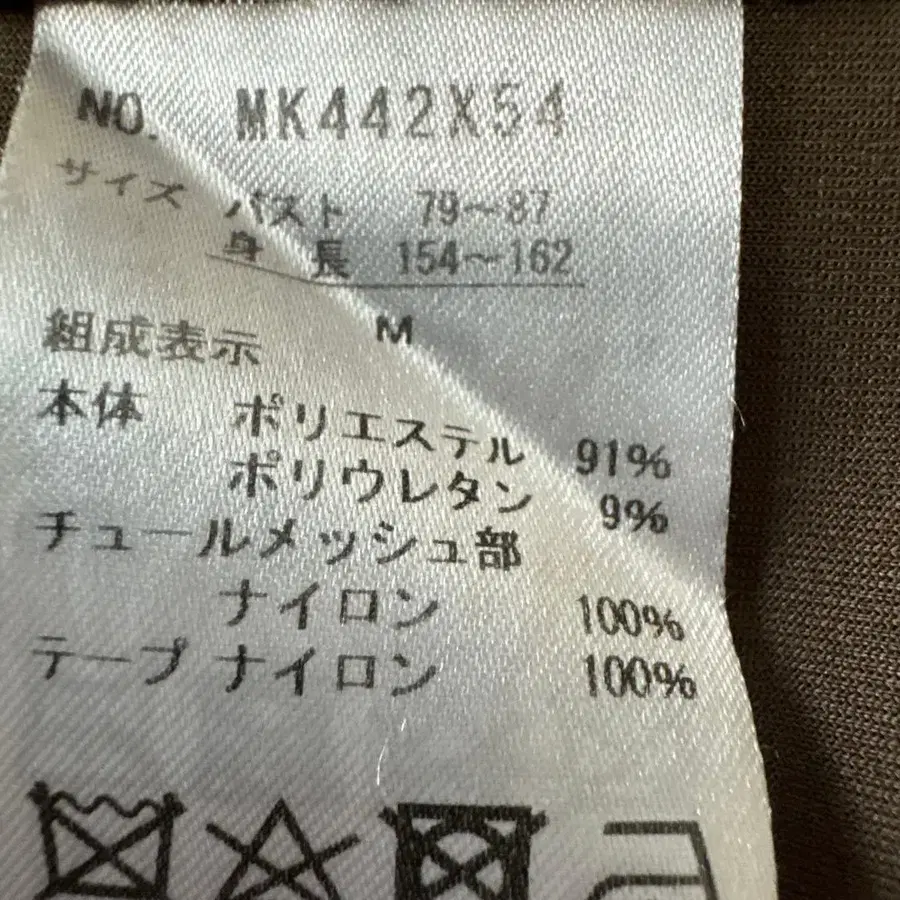 NO. MK442X54
サイズ バスト 79～87
身長 154～162
M
組成表示
本体 ポリエステル 91%
ポリウレタン 9%
チュールメッシュ部
ナイロン 100%
テープ ナイロン 100%